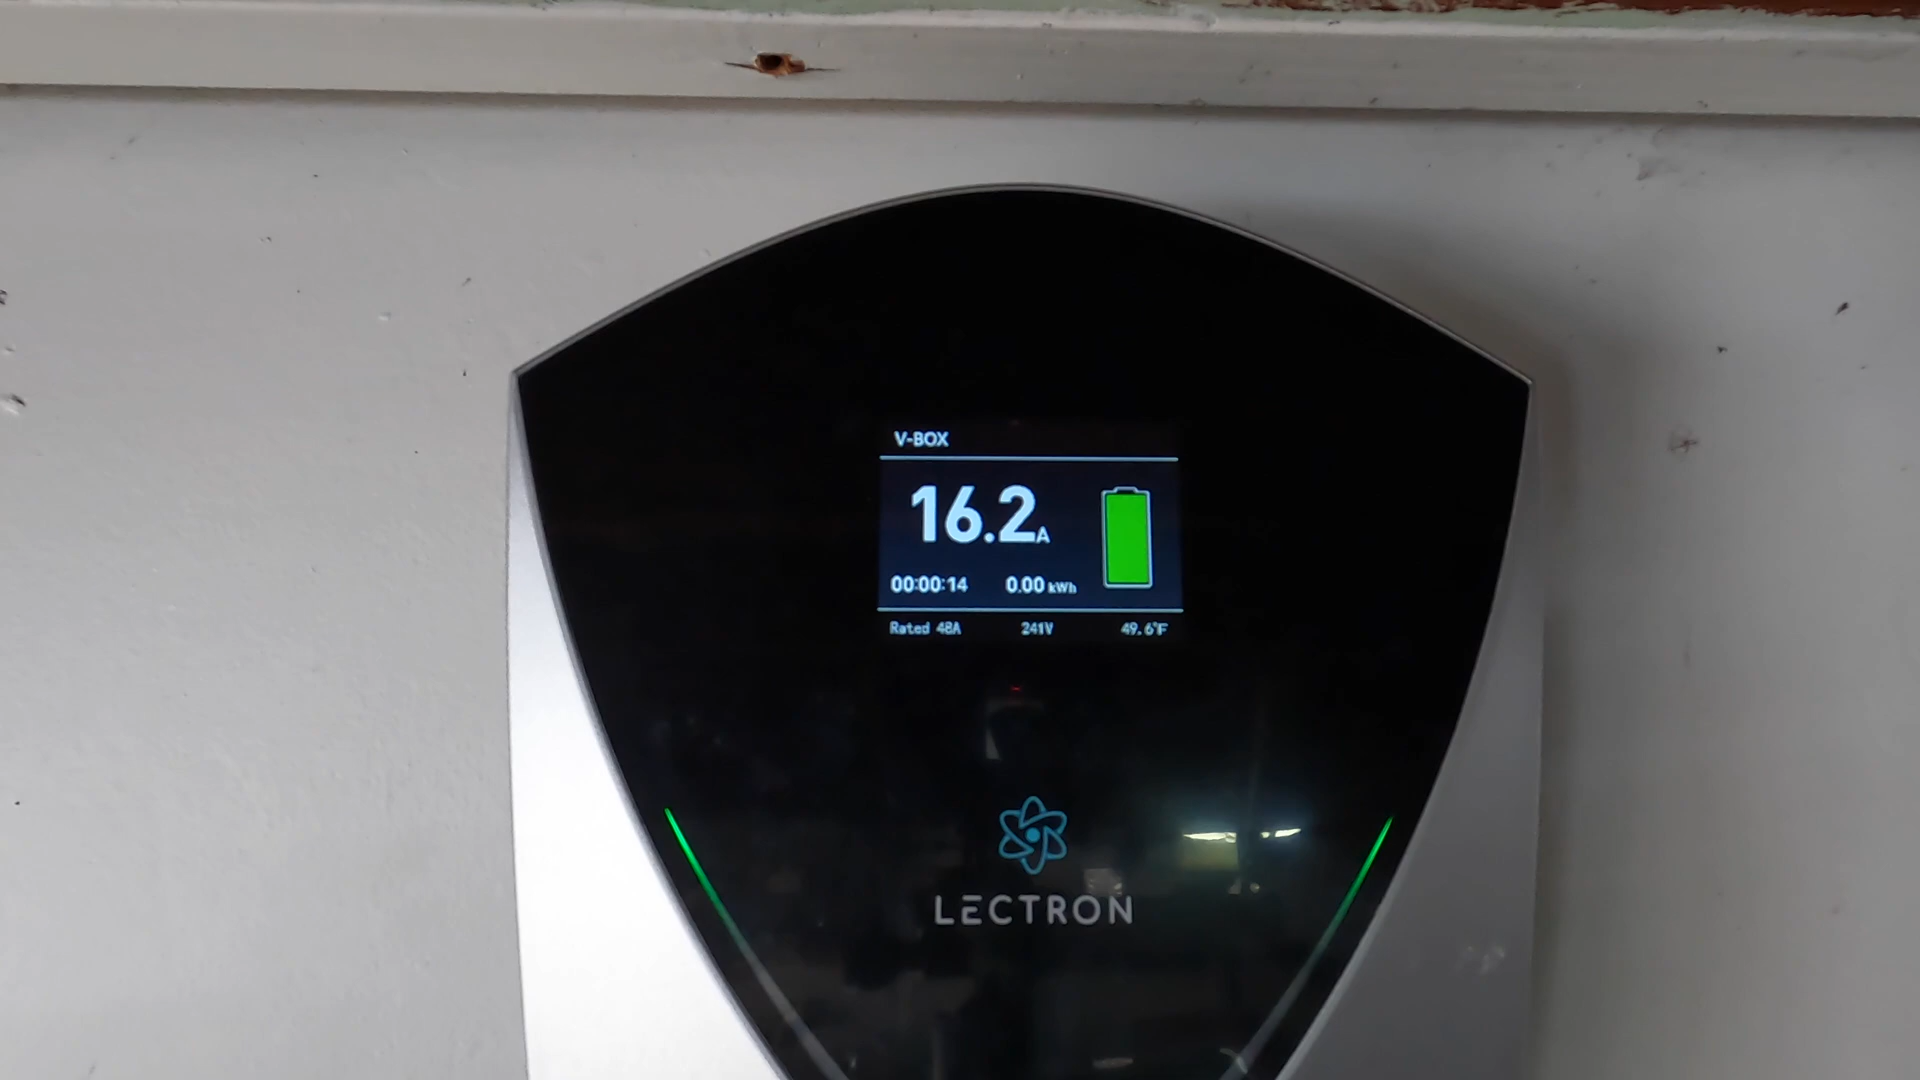 V-BOX
16.2A
00:00:14 0.00 kWh
Rated 48A 241V 49.6°F
LECTRON